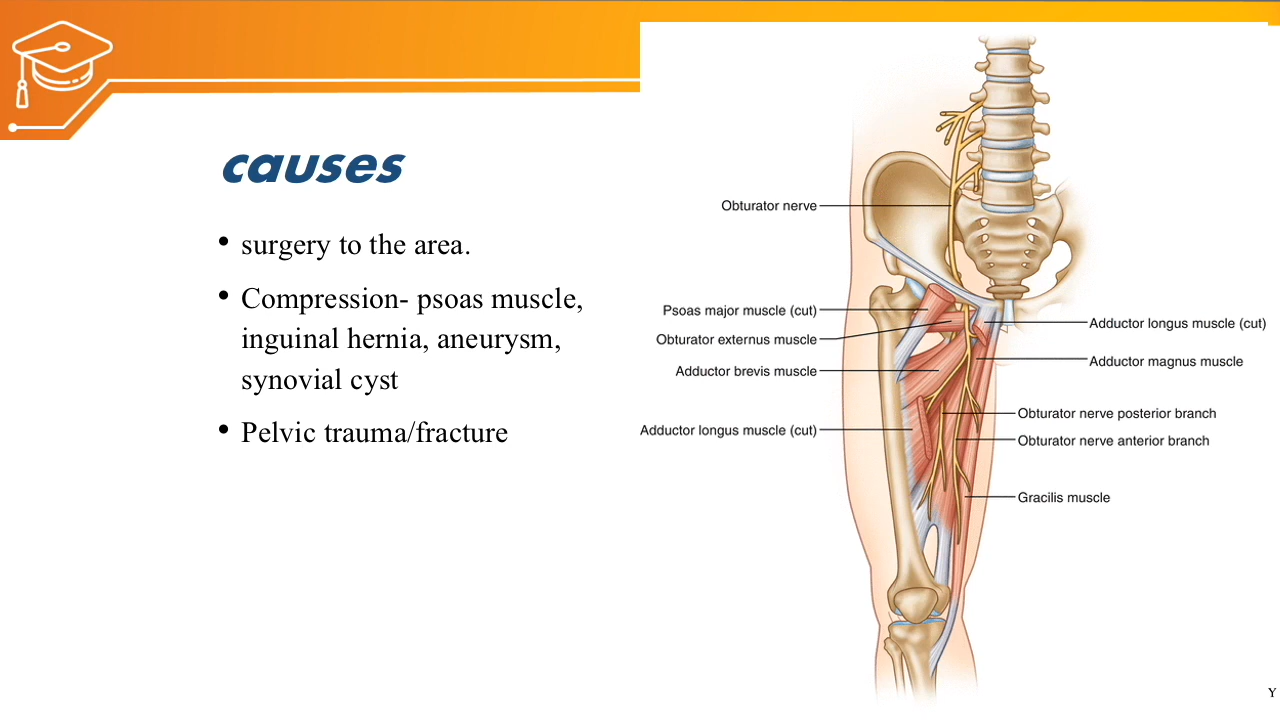 causes
• surgery to the area.
• Compression- psoas muscle,
inguinal hernia, aneurysm,
synovial cyst
• Pelvic trauma/fracture
Obturator nerve
Psoas major muscle (cut)
Obturator externus muscle
Adductor brevis muscle
Adductor longus muscle (cut)
Adductor longus muscle (cut)
Adductor magnus muscle
Obturator nerve posterior branch
Obturator nerve anterior branch
Gracilis muscle
Y